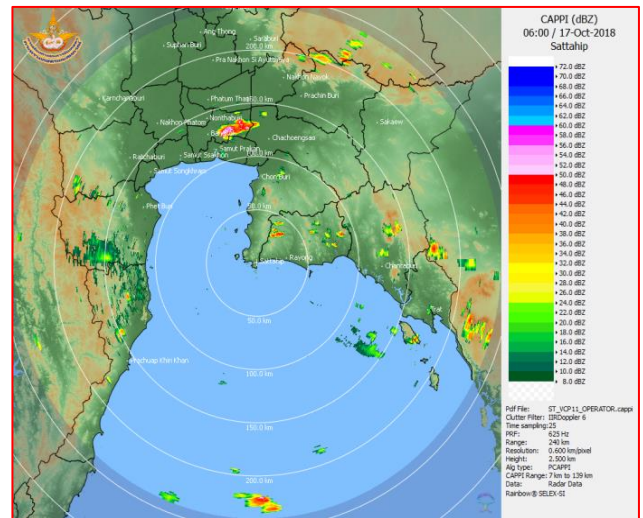 CAPPI (dBZ)
06:00 / 17-Oct-2018
Sattahip
72.0 dBZ
70.0 dBZ
68.0 dBZ
66.0 dBZ
64.0 dBZ
62.0 dBZ
60.0 dBZ
58.0 dBZ
56.0 dBZ
54.0 dBZ
52.0 dBZ
50.0 dBZ
48.0 dBZ
46.0 dBZ
44.0 dBZ
42.0 dBZ
40.0 dBZ
38.0 dBZ
36.0 dBZ
34.0 dBZ
32.0 dBZ
30.0 dBZ
28.0 dBZ
26.0 dBZ
24.0 dBZ
22.0 dBZ
20.0 dBZ
18.0 dBZ
16.0 dBZ
14.0 dBZ
12.0 dBZ
10.0 dBZ
8.0 dBZ
Pdf File: ST_VCP11_OPERATOR.cappi
Clutter Filter: IIRDoppler 6
Time sampling: 25
PRF: 625 Hz
Range: 240 km
Resolution: 0.600 km/pixel
Height: 2.500 km
Alg type: PCAPPI
CAPPI Range: 7 km to 139 km
Data: Radar Data
Rainbow® SELEX-SI
Ang Thong
Saraburi
Suphan Buri
200.0 km
Pra Nakhon Si Ayutthaya
Nakhon Nayok
Kanchanaburi
Phatum Thani
Prachin Buri
Nonthaburi
Nakhon Pathom
Sakaew
Chachoengsao
Samut Prakan
Ratchaburi
Samut Sakhon
Samut Songkhram
Chon Buri
Phet Buri
Rayong
Chantaburi
Trat
50.0 km
Prachuap Khiri Khan
100.0 km
150.0 km
200.0 km